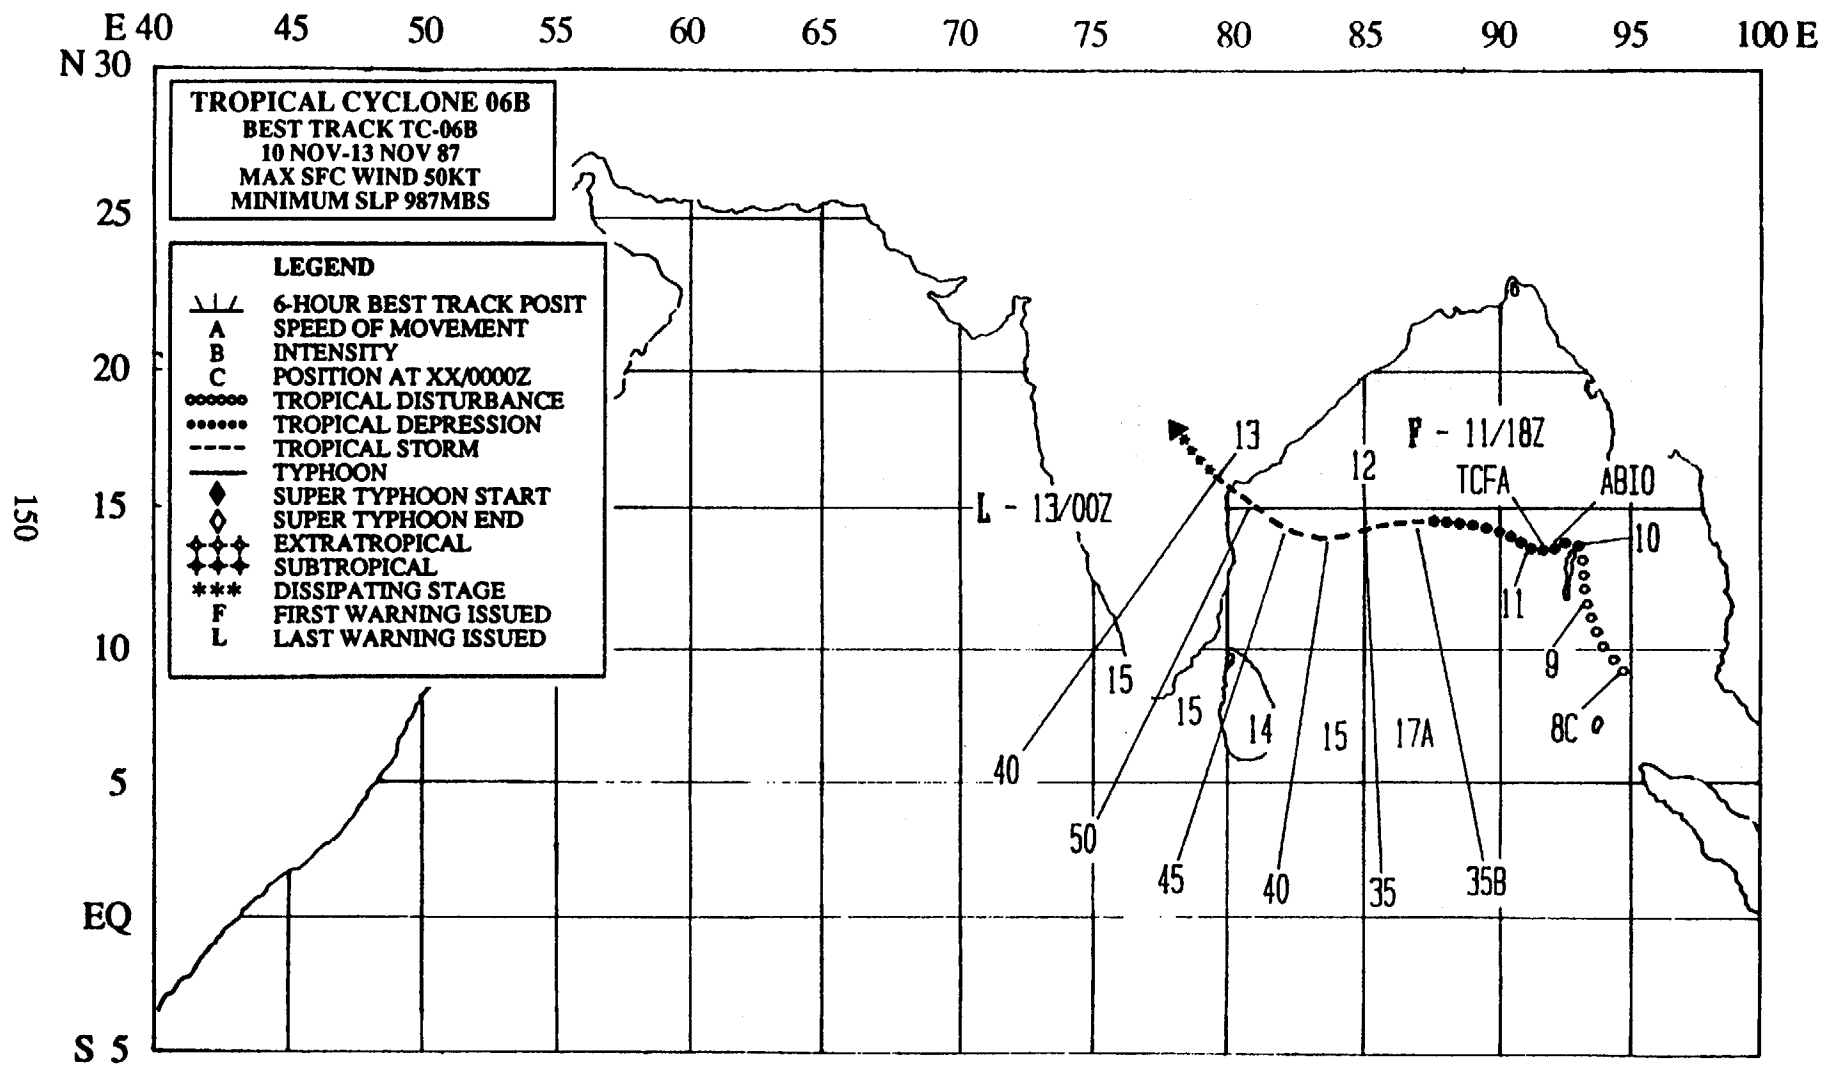 E 40 45 50 55 60 65 70 75 80 85 90 95 100 E
N 30
TROPICAL CYCLONE 06B
BEST TRACK TC-06B
10 NOV-13 NOV 87
MAX SFC WIND 50KT
MINIMUM SLP 987MBS
25
LEGEND
6-HOUR BEST TRACK POSIT
A SPEED OF MOVEMENT
B INTENSITY
C POSITION AT XX/0000Z
TROPICAL DISTURBANCE
TROPICAL DEPRESSION
TROPICAL STORM
TYPHOON
SUPER TYPHOON START
SUPER TYPHOON END
EXTRATROPICAL
SUBTROPICAL
*** DISSIPATING STAGE
F FIRST WARNING ISSUED
L LAST WARNING ISSUED
20
13
F - 11/18Z
12
TCFA ABIO
15
L - 13/00Z
10
11
10
9
15
15
14
15
17A
8C
40
5
50
45
40
35
35B
EQ
S 5
150